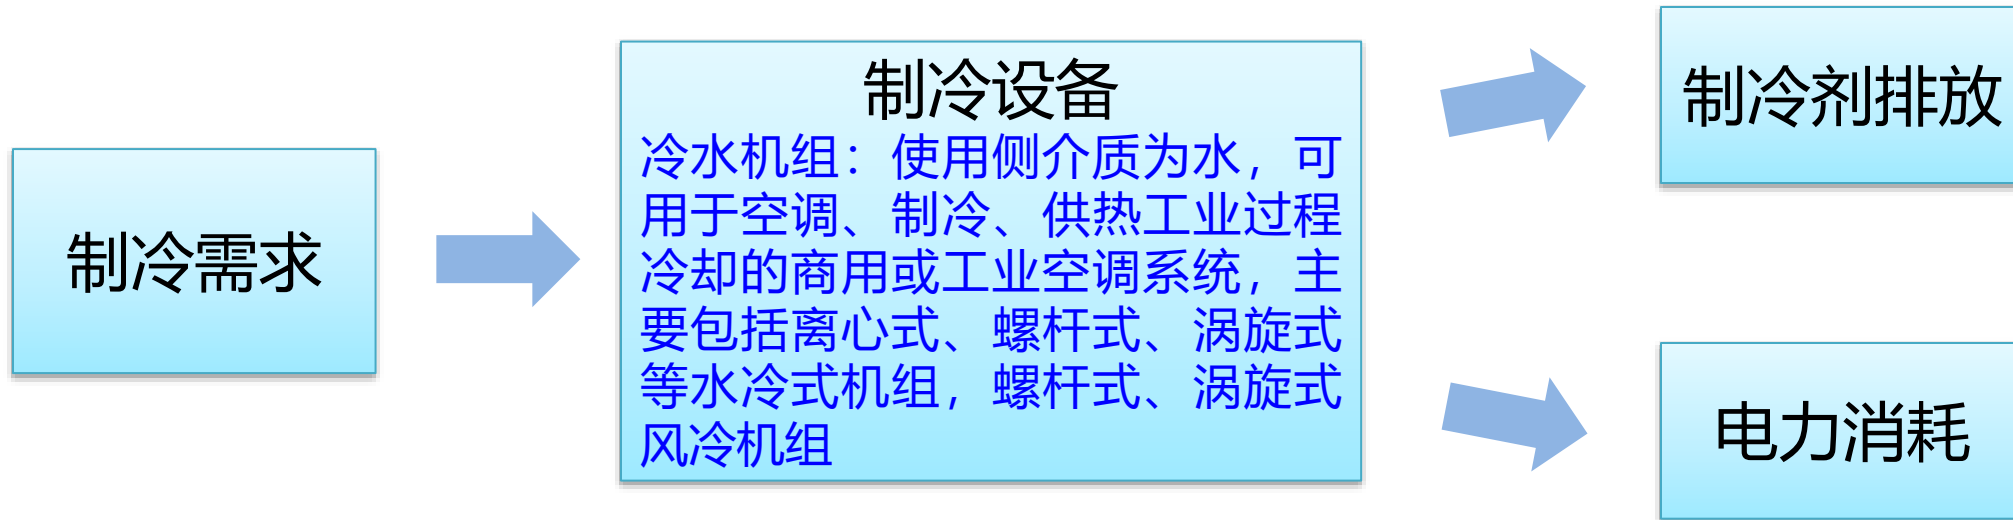 制冷需求
制冷设备
冷水机组：使用侧介质为水，可
用于空调、制冷、供热工业过程
冷却的商用或工业空调系统，主
要包括离心式、螺杆式、涡旋式
等水冷式机组，螺杆式、涡旋式
风冷机组
制冷剂排放
电力消耗